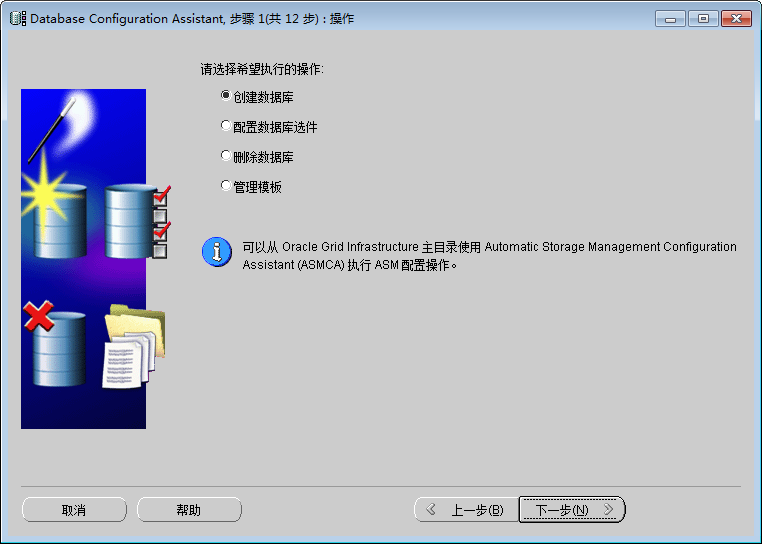 Database Configuration Assistant, 步骤 1(共 12 步) : 操作
请选择希望执行的操作:
创建数据库
配置数据库选件
删除数据库
管理模板
可以从 Oracle Grid Infrastructure 主目录使用 Automatic Storage Management Configuration
Assistant (ASMCA) 执行 ASM 配置操作。
取消
帮助
上一步(B)
下一步(N)